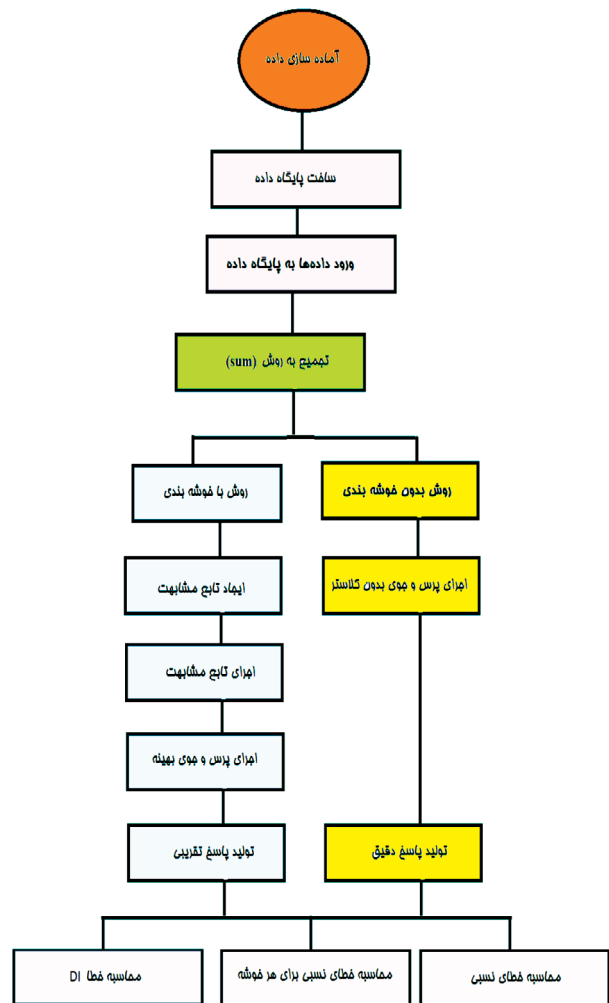 آماده سازی داده
ساخت پایگاه داده
ورود داده‌ها به پایگاه داده
تجمیع به روش (sum)
روش بدون خوشه بندی
روش با خوشه بندی
اجرای پرس و جوی بدون کلاستر
ایجاد تابع مشابهت
اجرای تابع مشابهت
اجرای پرس و جوی بهینه
تولید پاسخ دقیق
تولید پاسخ تقریبی
محاسبه خطای نسبی
محاسبه خطای نسبی برای هر خوشه
محاسبه خطا DI